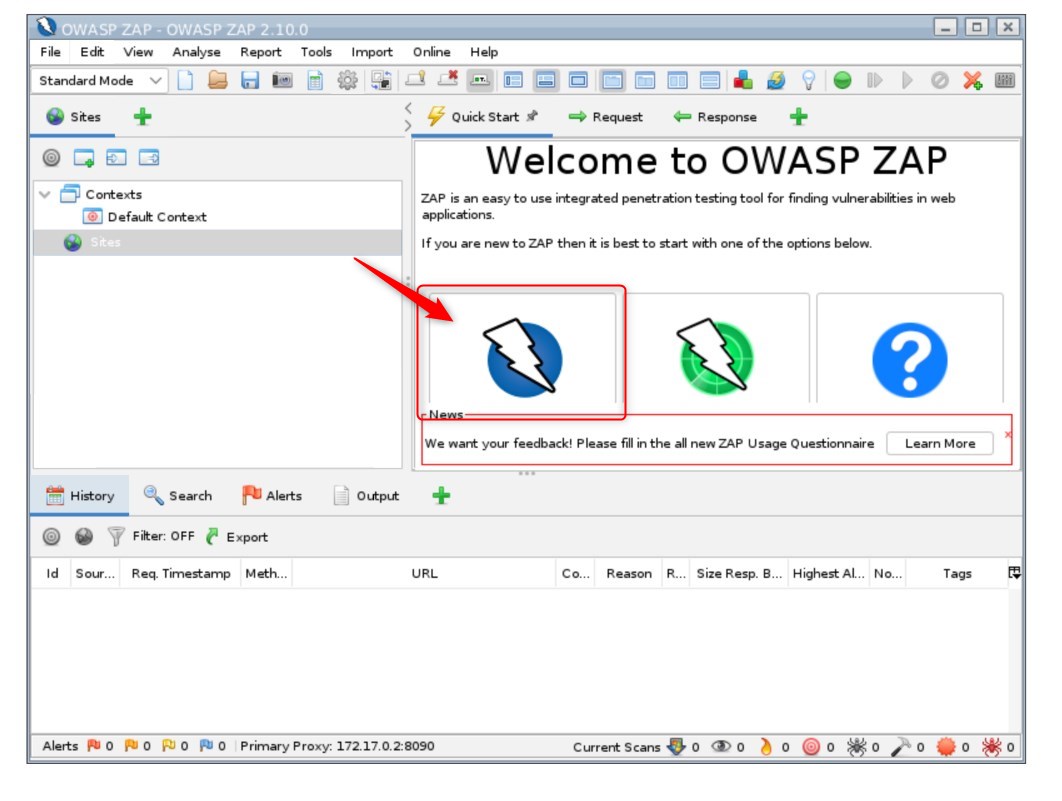 OWASP ZAP - OWASP ZAP 2.10.0
File Edit View Analyse Report Tools Import Online Help
Standard Mode
Sites
Quick Start Request Response
Welcome to OWASP ZAP
ZAP is an easy to use integrated penetration testing tool for finding vulnerabilities in web
applications.
If you are new to ZAP then it is best to start with one of the options below.
Contexts
Default Context
Sites
News
We want your feedback! Please fill in the all new ZAP Usage Questionnaire Learn More
History Search Alerts Output
Filter: OFF Export
Id Sour... Req. Timestamp Meth... URL Co... Reason R... Size Resp. B... Highest Al... No... Tags
Alerts 0 0 0 0 Primary Proxy: 172.17.0.2:8090 Current Scans 0 0 0 0 0 0 0 0